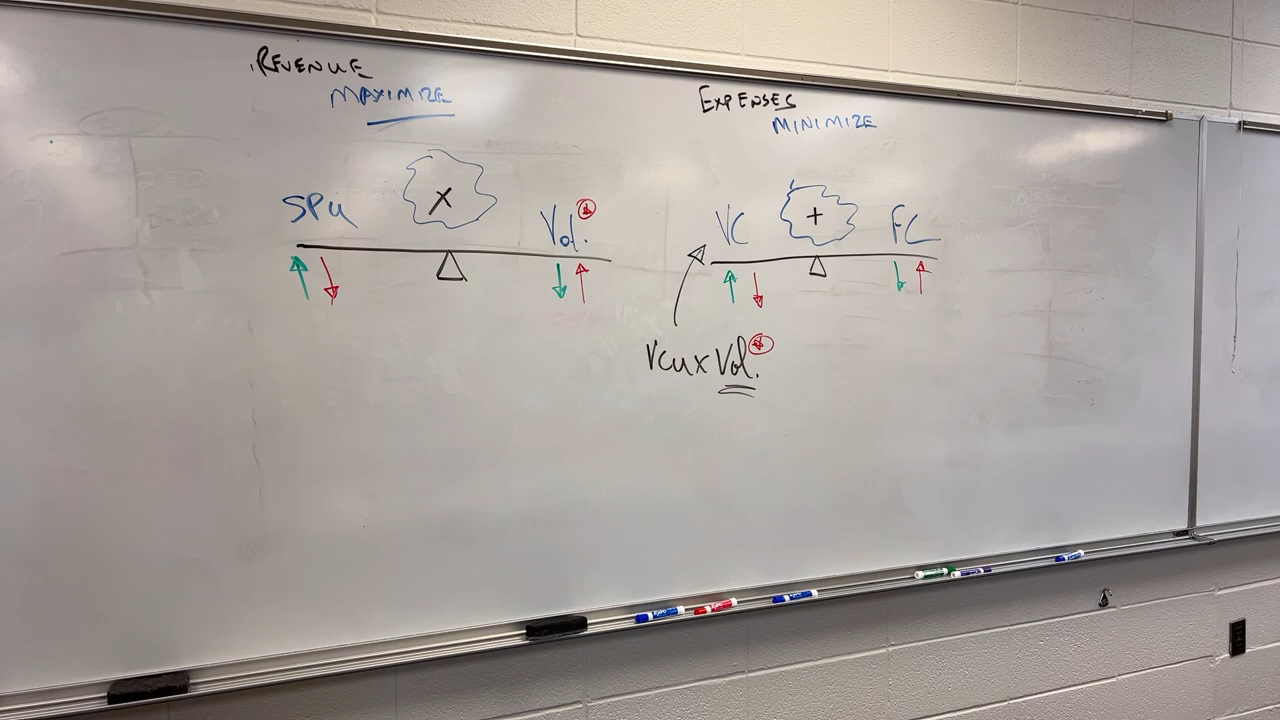 REVENUE
MAXIMIZE
SPu X Vol.
EXPENSES
MINIMIZE
VC + FC
VCu x Vol.